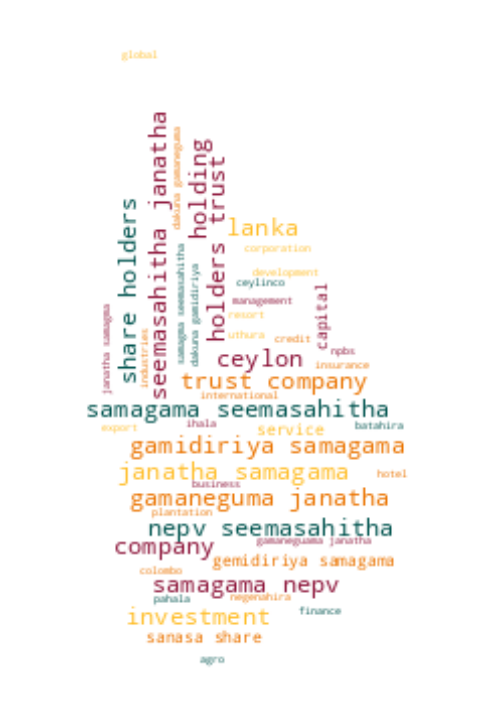 global
seemasahitha janatha
dakuna gamaneguma
holding
holders trust
share holders
lanka
samagama seemasahitha
corporation
dakuna gamidiriya
development
ceylinco
capital
management
janatha samagma
resort
industries
uthura
credit
npbs
ceylon
insurance
trust company
international
samagama seemasahitha
export
ihala
service
batahira
gamidiriya samagama
janatha samagama
hotel
business
gamaneguma janatha
plantation
nepv seemasahitha
company
gamaneguama janatha
gemidiriya samagama
colombo
samagama nepv
pahala
negenahira
investment
finance
sanasa share
agro